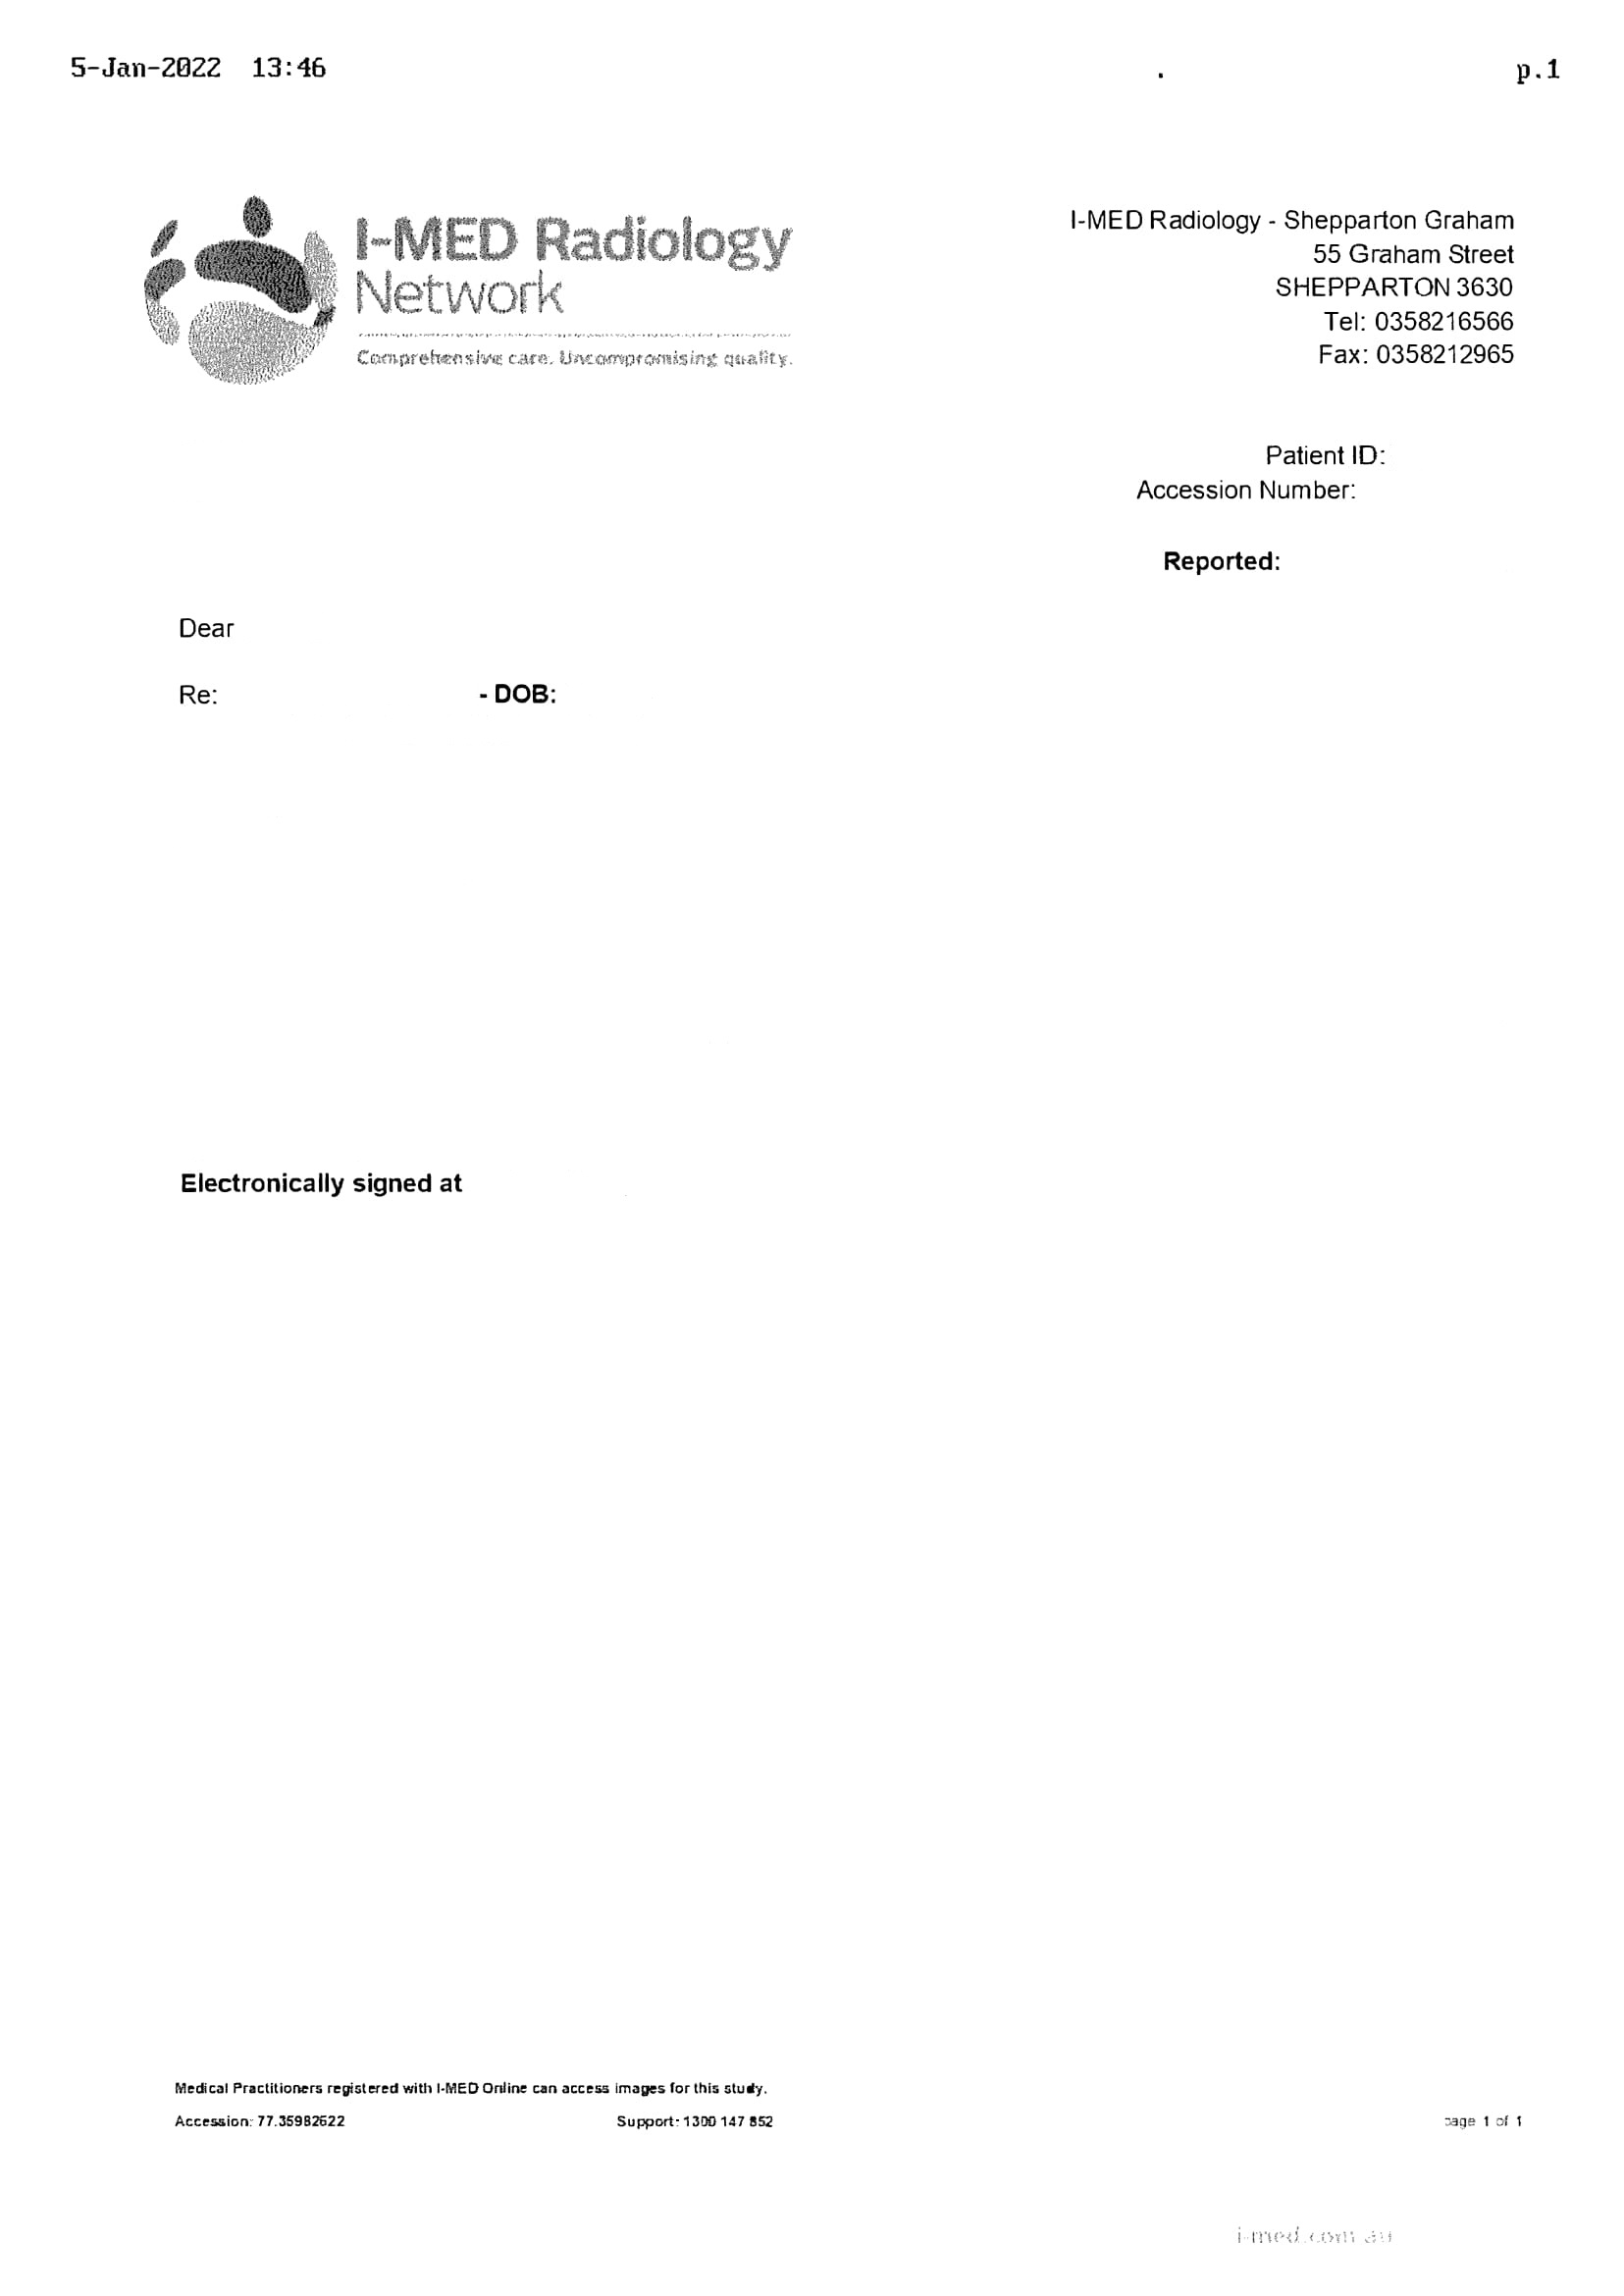 5-Jan-2022 13:46
p.1
I-MED Radiology
Network
Comprehensive care. Uncompromising quality.
I-MED Radiology - Shepparton Graham
55 Graham Street
SHEPPARTON 3630
Tel: 0358216566
Fax: 0358212965
Patient ID:
Accession Number:
Reported:
Dear
Re: - DOB:
Electronically signed at
Medical Practitioners registered with I-MED Online can access images for this study.
Accession: 77.35982622 Support: 1300 147 852 page 1 of 1
i-med.com.au